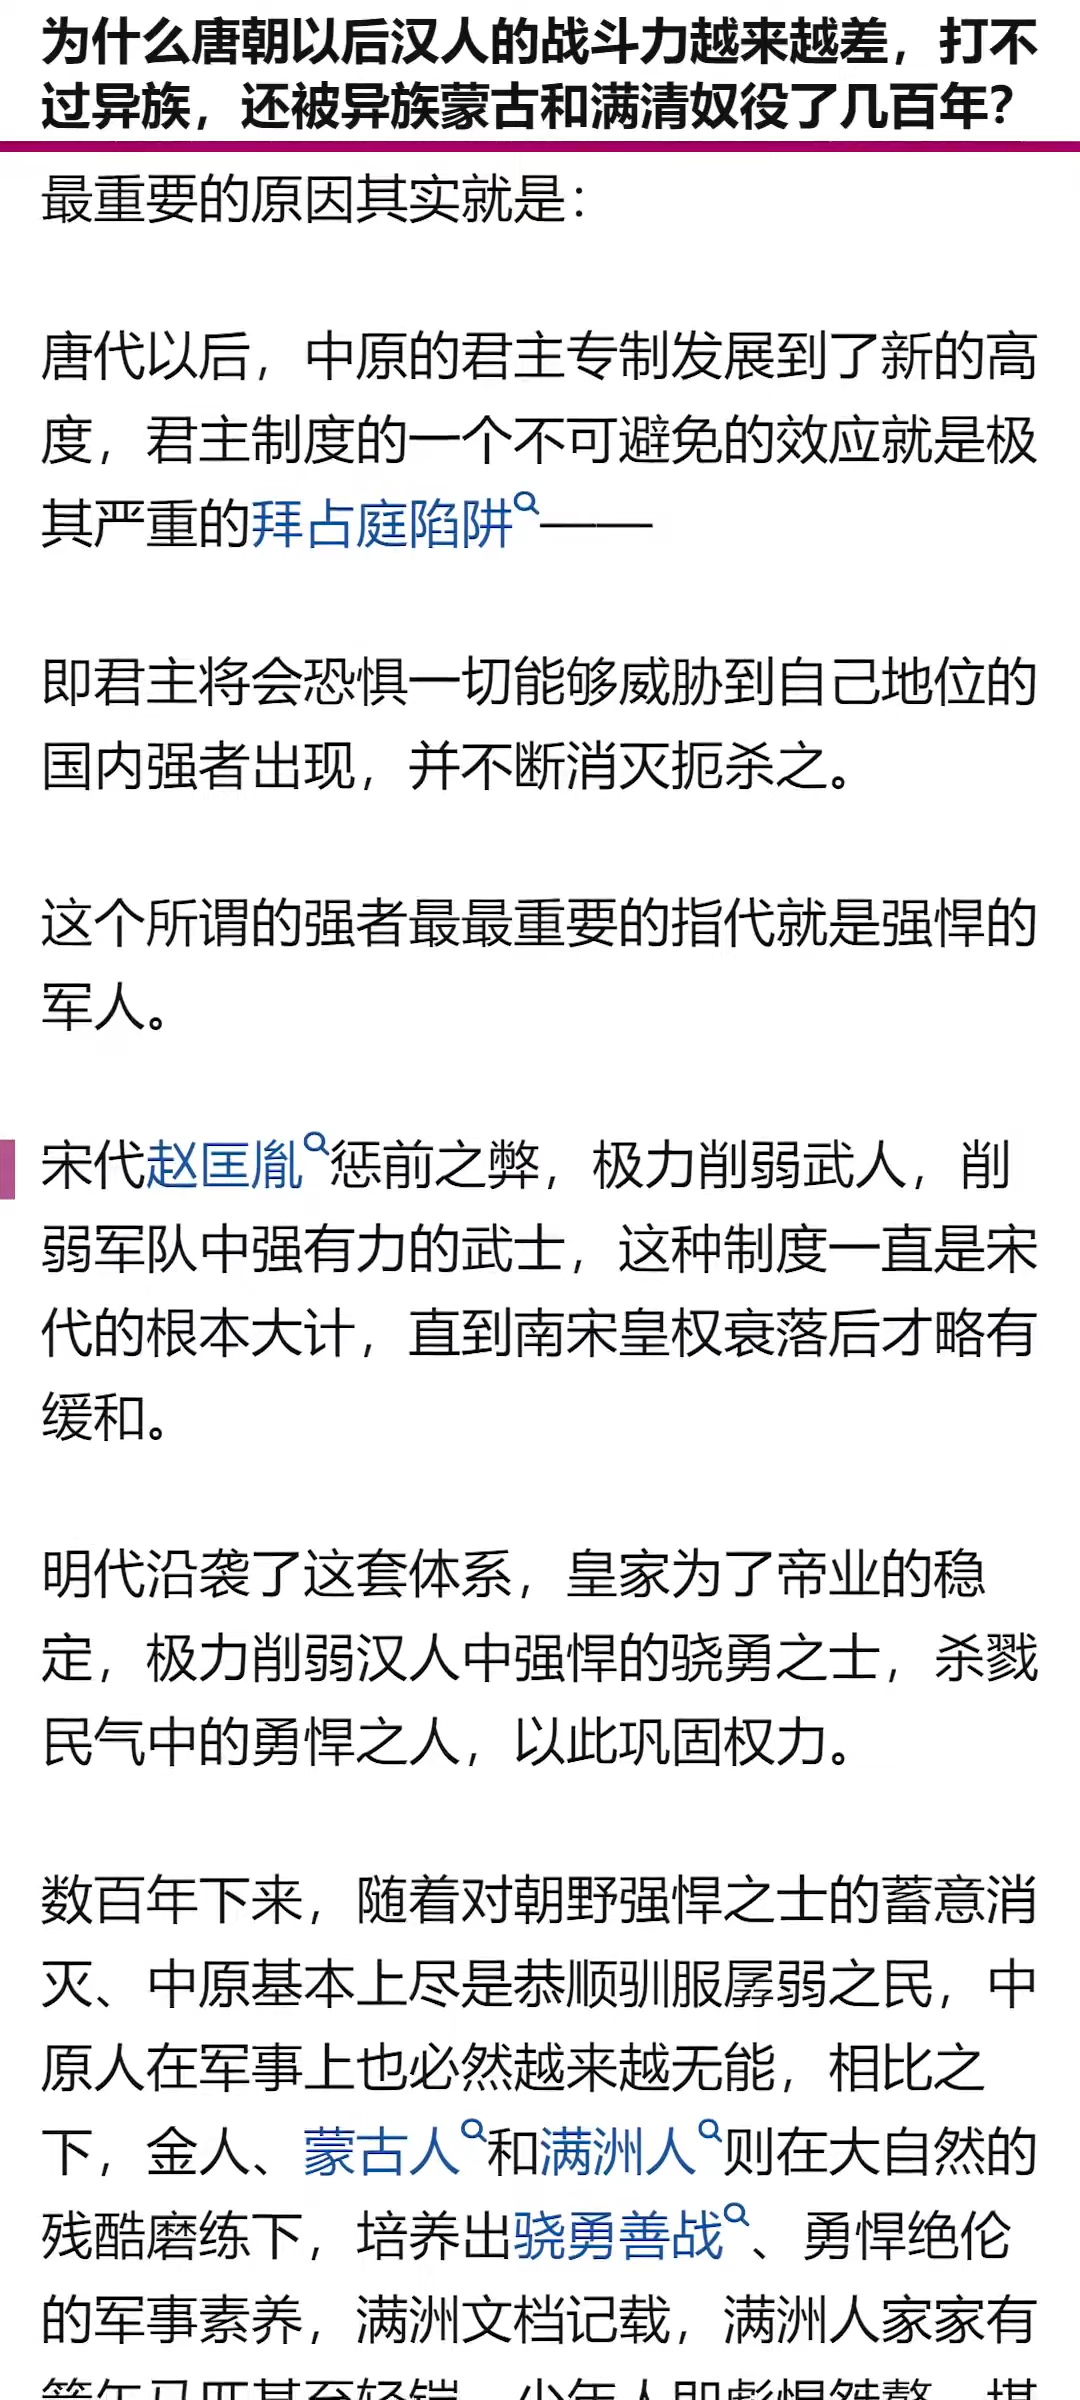 为什么唐朝以后汉人的战斗力越来越差，打不
过异族，还被异族蒙古和满清奴役了几百年？
最重要的原因其实就是：
唐代以后，中原的君主专制发展到了新的高
度，君主制度的一个不可避免的效应就是极
其严重的拜占庭陷阱——
即君主将会恐惧一切能够威胁到自己地位的
国内强者出现，并不断消灭扼杀之。
这个所谓的强者最最重要的指代就是强悍的
军人。
宋代赵匡胤惩前之弊，极力削弱武人，削
弱军队中强有力的武士，这种制度一直是宋
代的根本大计，直到南宋皇权衰落后才略有
缓和。
明代沿袭了这套体系，皇家为了帝业的稳
定，极力削弱汉人中强悍的骁勇之士，杀戮
民气中的勇悍之人，以此巩固权力。
数百年下来，随着对朝野强悍之士的蓄意消
灭、中原基本上尽是恭顺驯服孱弱之民，中
原人在军事上也必然越来越无能，相比之
下，金人、蒙古人和满洲人则在大自然的
残酷磨练下，培养出骁勇善战、勇悍绝伦
的军事素养，满洲文档记载，满洲人家家有